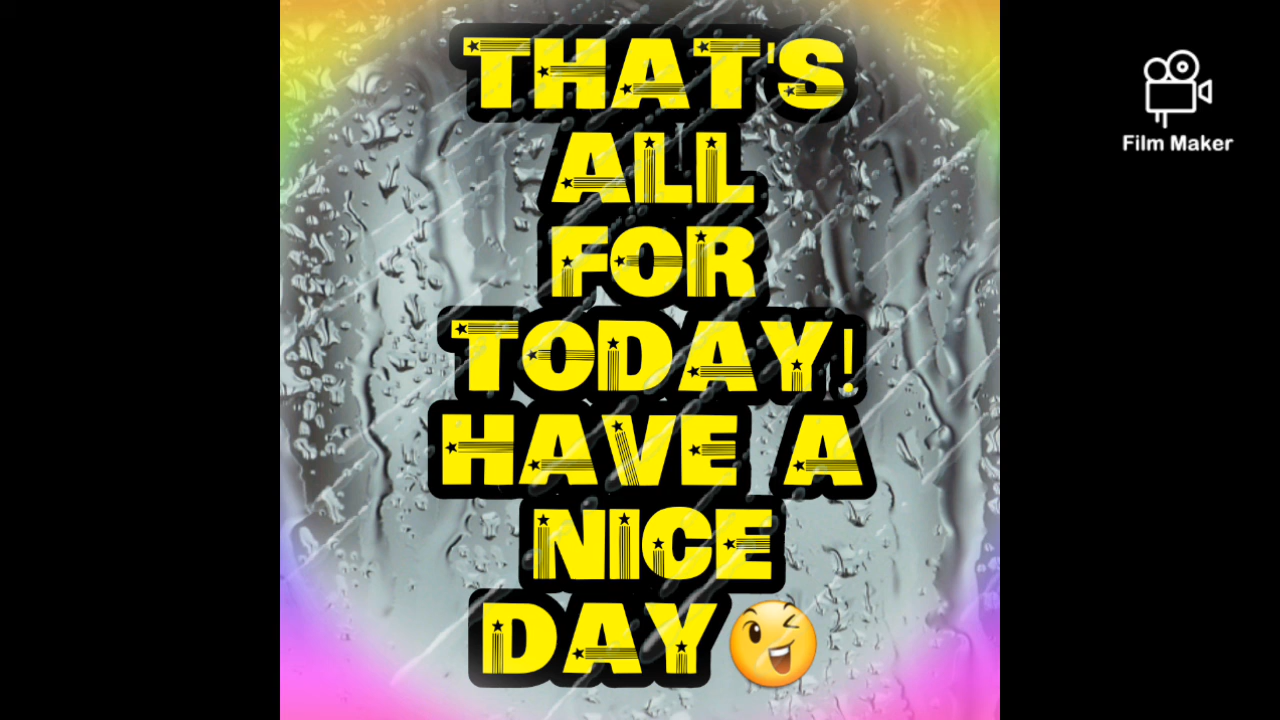 THAT'S
ALL
FOR
TODAY!
HAVE A
NICE
DAY😉
Film Maker